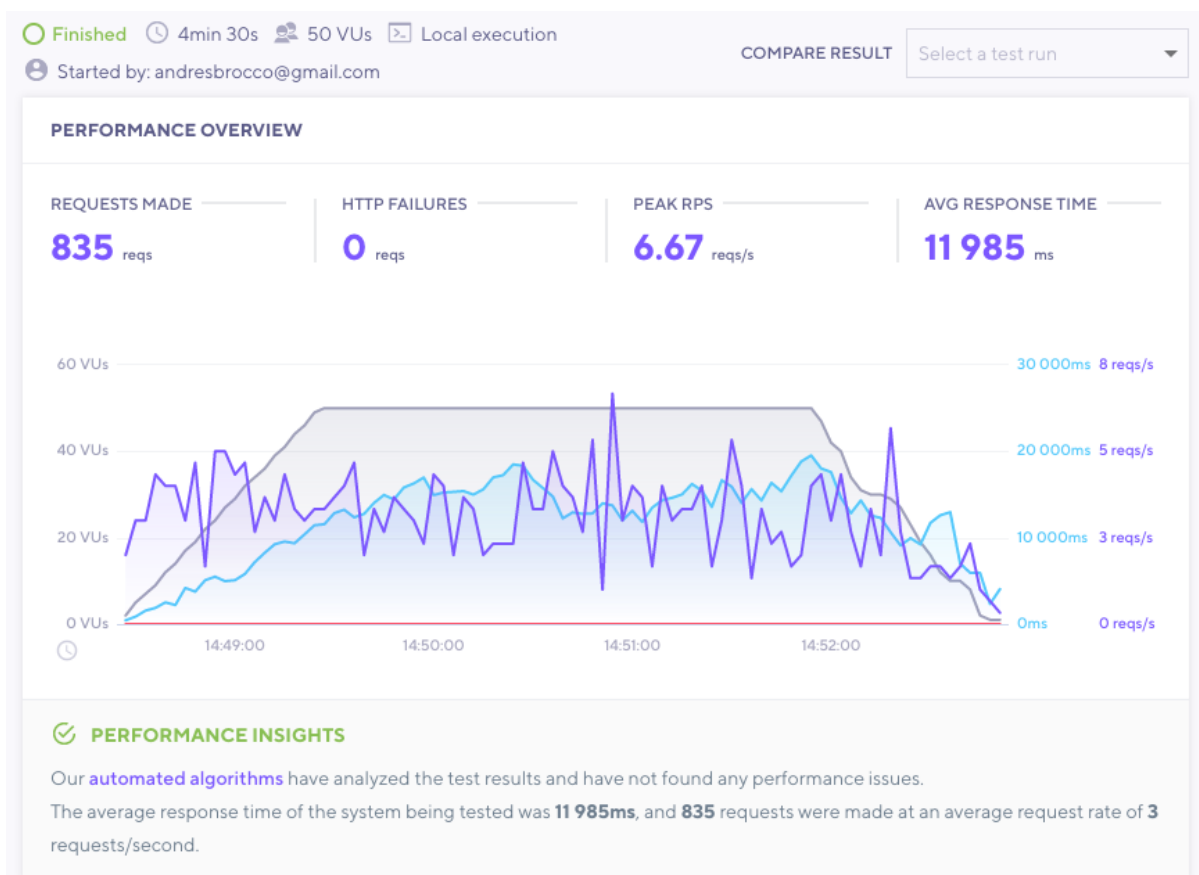 Finished 4min 30s 50 VUs Local execution
Started by: andresbrocco@gmail.com
COMPARE RESULT Select a test run
PERFORMANCE OVERVIEW
REQUESTS MADE HTTP FAILURES PEAK RPS AVG RESPONSE TIME
835 reqs 0 reqs 6.67 reqs/s 11 985 ms
60 VUs 30 000ms 8 reqs/s
40 VUs 20 000ms 5 reqs/s
20 VUs 10 000ms 3 reqs/s
0 VUs 0ms 0 reqs/s
14:49:00 14:50:00 14:51:00 14:52:00
PERFORMANCE INSIGHTS
Our automated algorithms have analyzed the test results and have not found any performance issues.
The average response time of the system being tested was 11 985ms, and 835 requests were made at an average request rate of 3
requests/second.